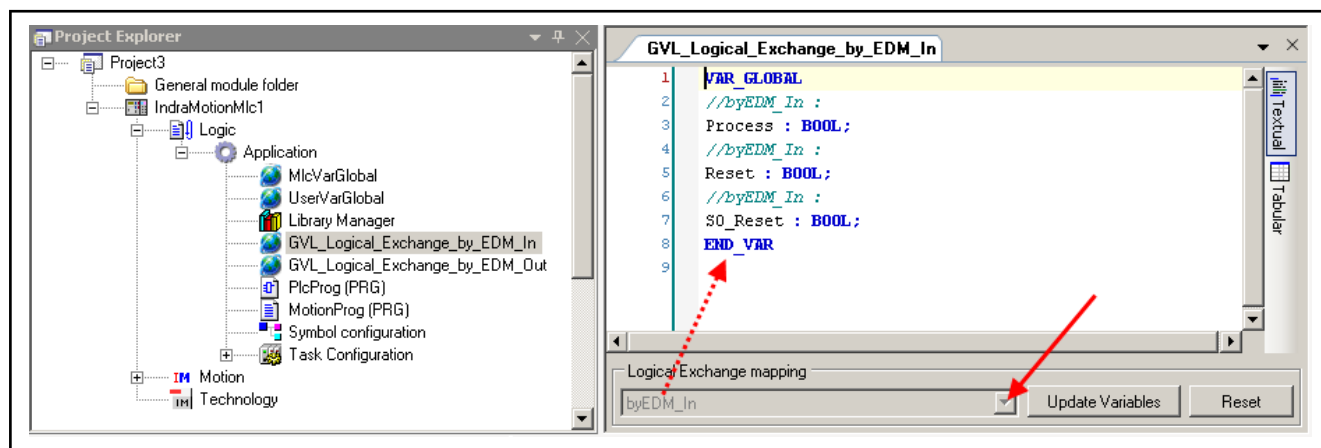 Project Explorer
Project3
General module folder
IndraMotionMlc1
Logic
Application
MlcVarGlobal
UserVarGlobal
Library Manager
GVL_Logical_Exchange_by_EDM_In
GVL_Logical_Exchange_by_EDM_Out
PlcProg (PRG)
MotionProg (PRG)
Symbol configuration
Task Configuration
IM Motion
IM Technology
GVL_Logical_Exchange_by_EDM_In
1 VAR_GLOBAL
2 //byEDM_In :
3 Process : BOOL;
4 //byEDM_In :
5 Reset : BOOL;
6 //byEDM_In :
7 SO_Reset : BOOL;
8 END_VAR
9
Textual
Tabular
Logical Exchange mapping
byEDM_In
Update Variables
Reset